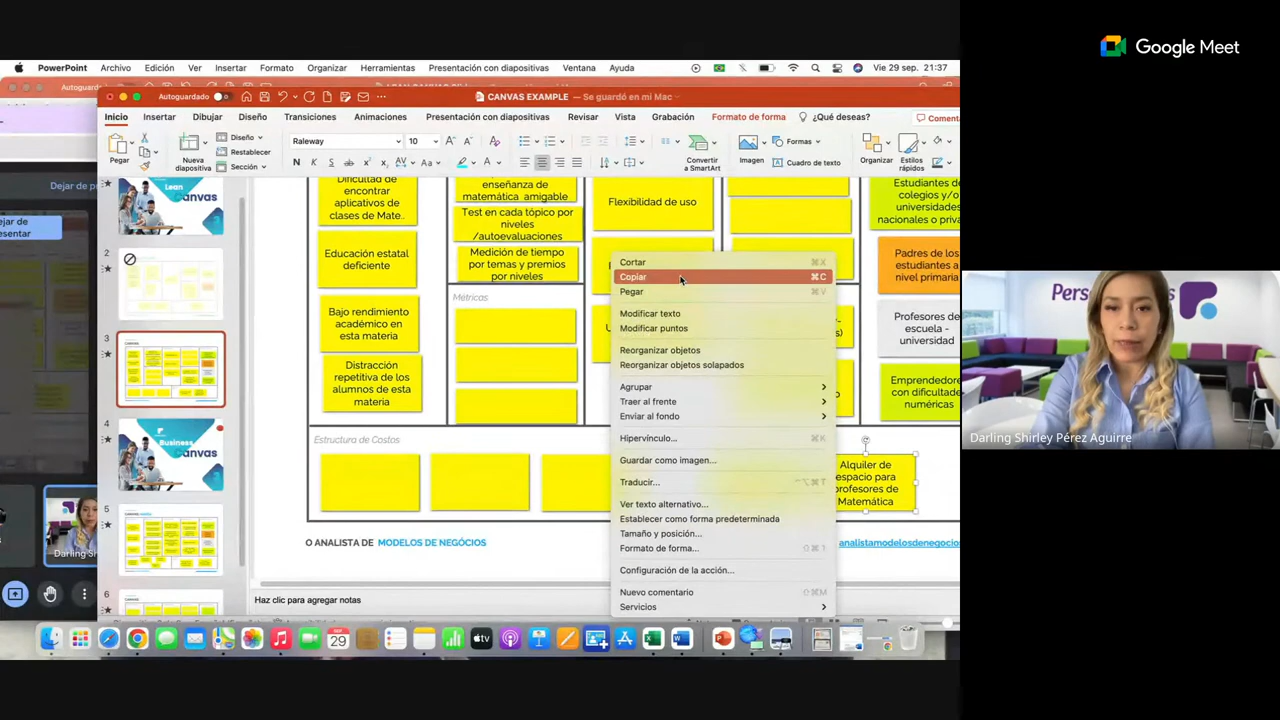 Google Meet
PowerPoint Archivo Edición Ver Insertar Formato Organizar Herramientas Presentación con diapositivas Ventana Ayuda Vie 29 sep. 21:37
Autoguardado CANVAS EXAMPLE — Se guardó en mi Mac
Inicio Insertar Dibujar Diseño Transiciones Animaciones Presentación con diapositivas Revisar Vista Grabación Formato de forma ¿Qué deseas?
Pegar
Nueva
diapositiva
Diseño
Restablecer
Sección
Raleway 10
Convertir
a SmartArt
Imagen
Formas
Cuadro de texto
Organizar
Estilos
rápidos
Lean
Canvas
2
3
4
Business
Canvas
5
6
Dificultad de
encontrar
aplicativos de
clases de Mate..
Educación estatal
deficiente
Bajo rendimiento
académico en
esta materia
Distracción
repetitiva de los
alumnos de esta
materia
enseñanza de
matemática amigable
Test en cada tópico por
niveles
/autoevaluaciones
Medición de tiempo
por temas y premios
por niveles
Métricas
Flexibilidad de uso
Estudiantes de
colegios y/o
universidades
nacionales o priva
Padres de los
estudiantes a
nivel primaria
Profesores de
escuela -
universidad
Emprendedore
con dificultade
numéricas
Cortar ⌘X
Copiar ⌘C
Pegar ⌘V
Modificar texto
Modificar puntos
Reorganizar objetos
Reorganizar objetos solapados
Agrupar
Traer al frente
Enviar al fondo
Hipervínculo... ⌘K
Guardar como imagen...
Traducir...
Ver texto alternativo...
Establecer como forma predeterminada
Tamaño y posición...
Formato de forma... ⇧⌘1
Configuración de la acción...
Nuevo comentario ⇧⌘M
Servicios
Estructura de Costos
Alquiler de
espacio para
profesores de
Matemática
O ANALISTA DE MODELOS DE NEGÓCIOS
analistamodelosdenegocios
Haz clic para agregar notas
Darling Shirley Pérez Aguirre